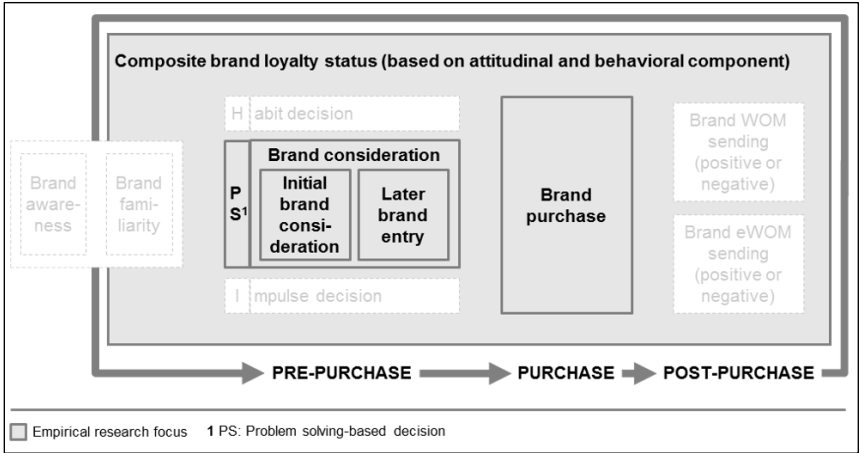 Composite brand loyalty status (based on attitudinal and behavioral component)
H abit decision
Brand
aware-
ness
Brand
fami-
liarity
P
S¹
Brand consideration
Initial
brand
consi-
deration
Later
brand
entry
I mpulse decision
Brand
purchase
Brand WOM
sending
(positive or
negative)
Brand eWOM
sending
(positive or
negative)
PRE-PURCHASE
PURCHASE
POST-PURCHASE
Empirical research focus
1 PS: Problem solving-based decision